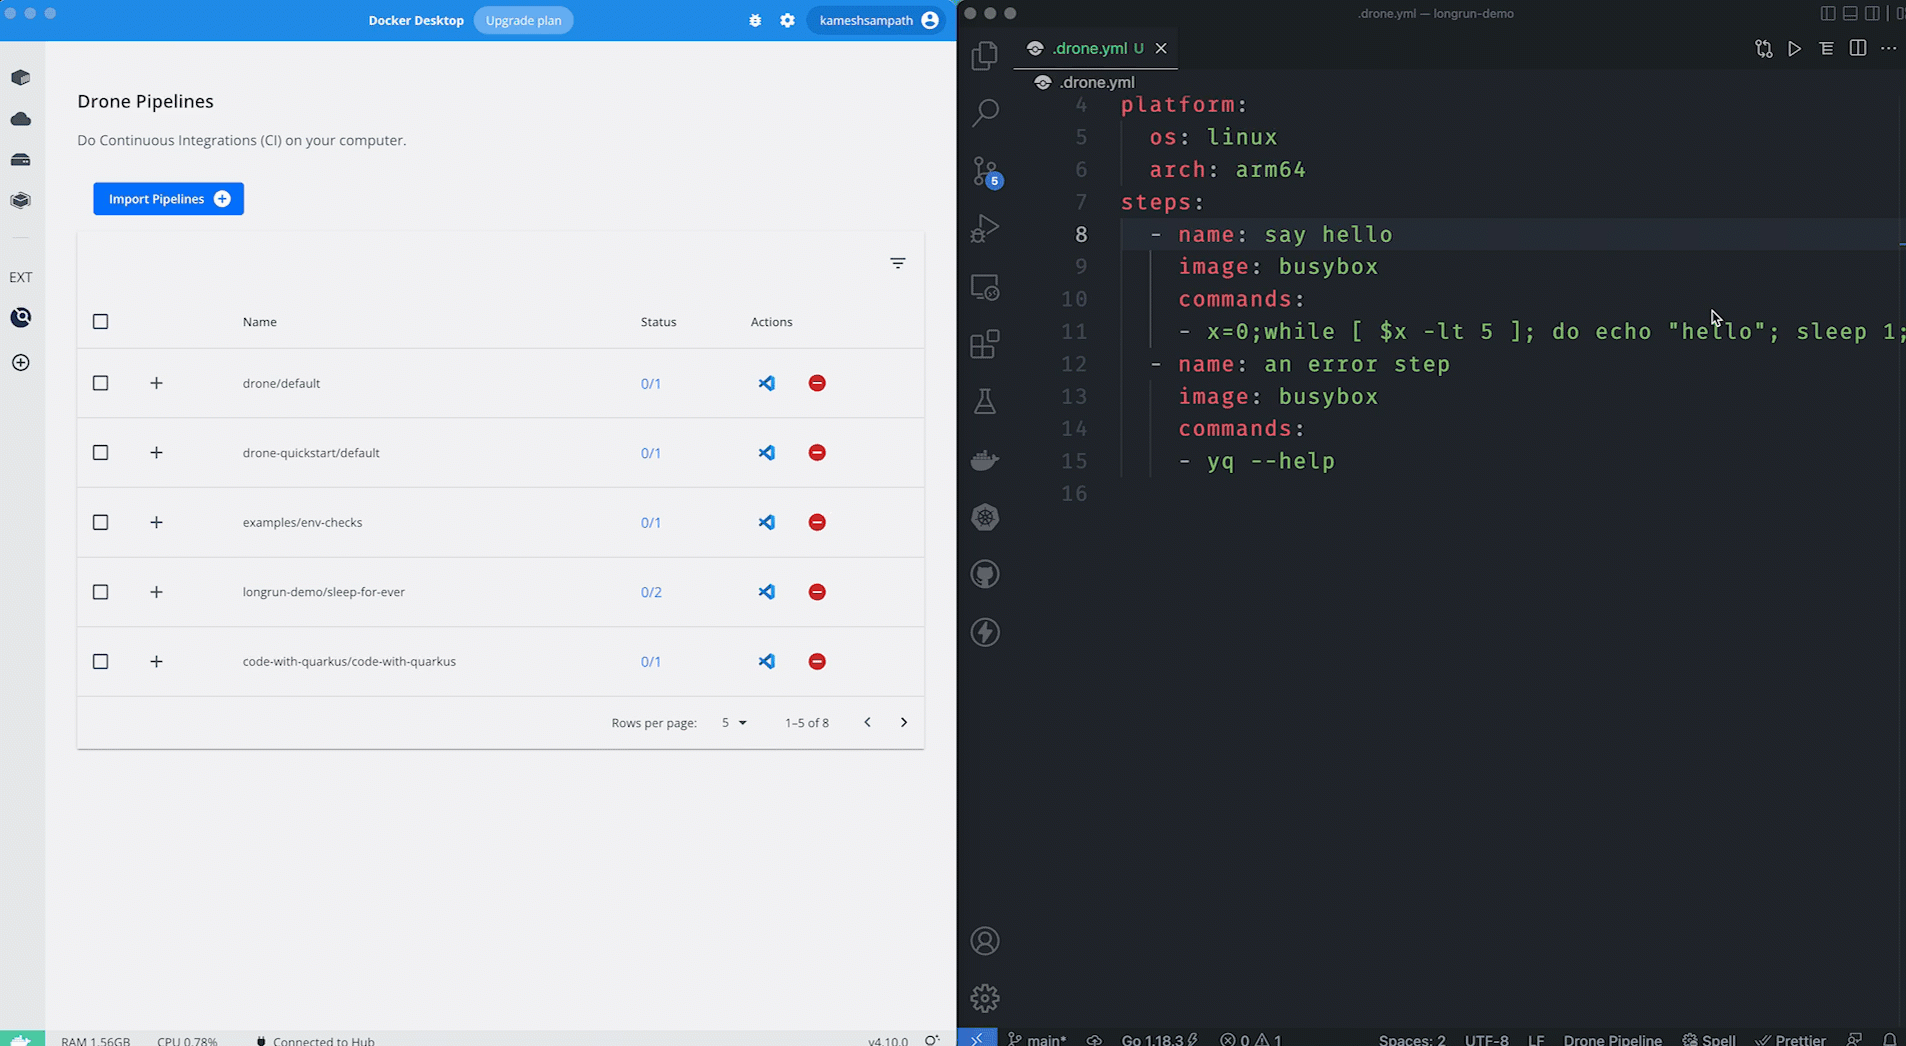 Docker Desktop Upgrade plan kameshsampath
Drone Pipelines
Do Continuous Integrations (CI) on your computer.
Import Pipelines
EXT
Name Status Actions
drone/default 0/1
drone-quickstart/default 0/1
examples/env-checks 0/1
longrun-demo/sleep-for-ever 0/2
code-with-quarkus/code-with-quarkus 0/1
Rows per page: 5 1–5 of 8
RAM 1.56GB CPU 0.78% Connected to Hub v4.10.0
.drone.yml — longrun-demo
.drone.yml U
.drone.yml
5
4 platform:
5 os: linux
6 arch: arm64
7 steps:
8 - name: say hello
9 image: busybox
10 commands:
11 - x=0;while [ $x -lt 5 ]; do echo "hello"; sleep 1;
12 - name: an error step
13 image: busybox
14 commands:
15 - yq --help
16
main* Go 1.18.3 0 1 Spaces: 2 UTF-8 LF Drone Pipeline Spell Prettier